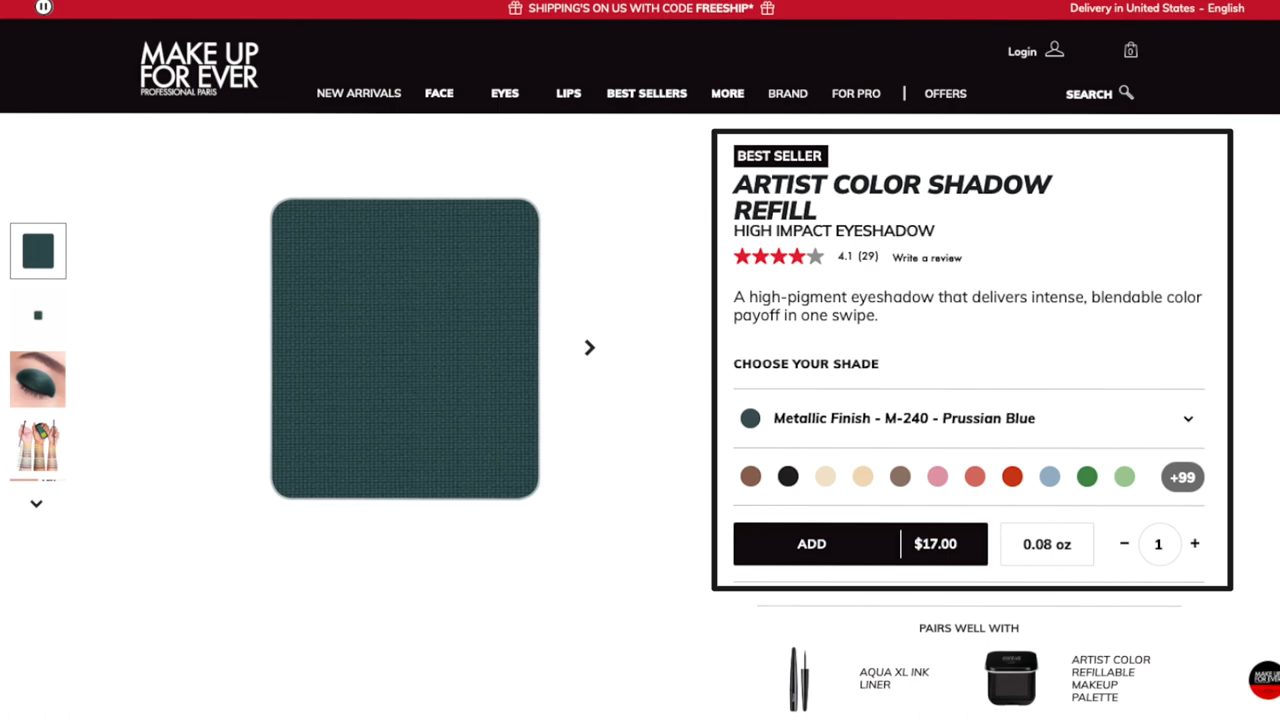 SHIPPING'S ON US WITH CODE FREESHIP*
Delivery in United States - English
MAKE UP
FOR EVER
PROFESSIONAL PARIS
Login
0
NEW ARRIVALS FACE EYES LIPS BEST SELLERS MORE BRAND FOR PRO | OFFERS
SEARCH
BEST SELLER
ARTIST COLOR SHADOW
REFILL
HIGH IMPACT EYESHADOW
4.1 (29) Write a review
A high-pigment eyeshadow that delivers intense, blendable color
payoff in one swipe.
CHOOSE YOUR SHADE
Metallic Finish - M-240 - Prussian Blue
+99
ADD $17.00 0.08 oz − 1 +
PAIRS WELL WITH
AQUA XL INK
LINER
ARTIST COLOR
REFILLABLE
MAKEUP
PALETTE